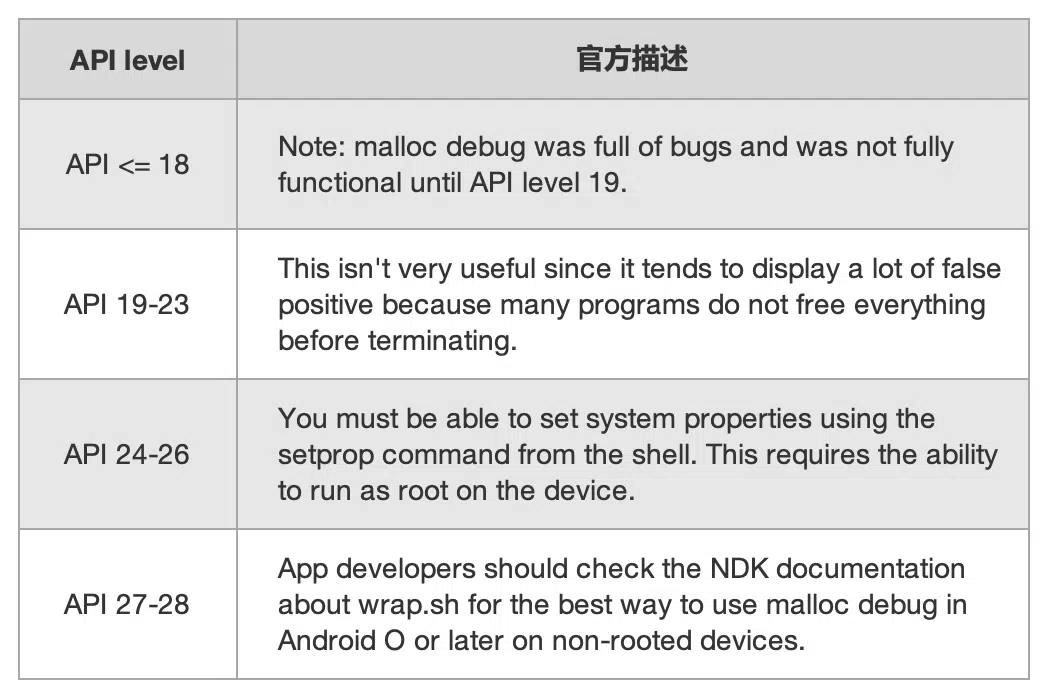 API level
官方描述
API <= 18
Note: malloc debug was full of bugs and was not fully
functional until API level 19.
API 19-23
This isn't very useful since it tends to display a lot of false
positive because many programs do not free everything
before terminating.
API 24-26
You must be able to set system properties using the
setprop command from the shell. This requires the ability
to run as root on the device.
API 27-28
App developers should check the NDK documentation
about wrap.sh for the best way to use malloc debug in
Android O or later on non-rooted devices.